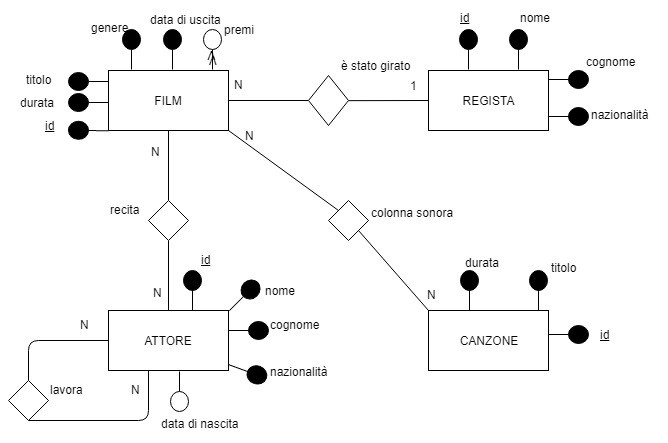 id
nome
data di uscita
genere
premi
cognome
è stato girato
titolo
N
1
durata
FILM
REGISTA
nazionalità
id
N
N
recita
colonna sonora
id
durata
titolo
nome
N
N
N
cognome
id
ATTORE
CANZONE
nazionalità
lavora
N
data di nascita